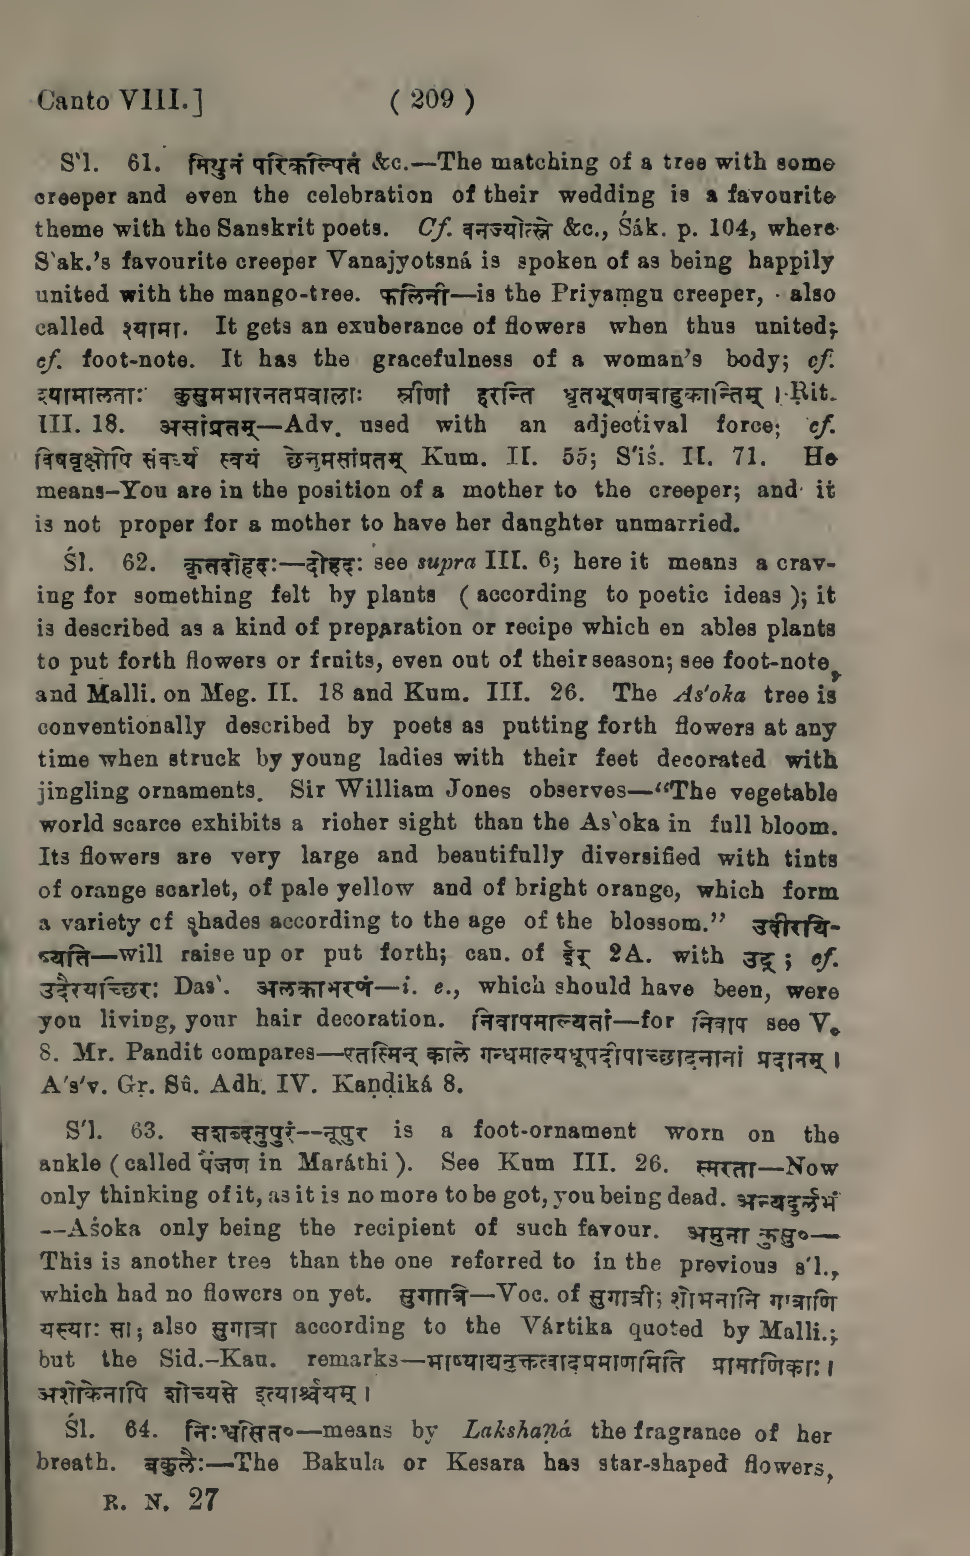 Canto VIII.] ( 209 )
S'l. 61. मिथुनं परिकल्पितं &c.—The matching of a tree with some
creeper and even the celebration of their wedding is a favourite
theme with the Sanskrit poets. Cf. वनज्योत्स्ने &c., Śák. p. 104, where
S'ak.'s favourite creeper Vanajyotsná is spoken of as being happily
united with the mango-tree. फलिनी—is the Priyaṃgu creeper, also
called श्यामा. It gets an exuberance of flowers when thus united;
cf. foot-note. It has the gracefulness of a woman's body; cf.
श्यामालताः कुसुमभारनतप्रवालाः स्त्रीणां हरन्ति धृतभूषणबाहुकान्तिम् । Ṛit.
III. 18. असांप्रतम्—Adv. used with an adjectival force; cf.
विषवृक्षोपि संवर्ध्य स्वयं छेत्तुमसांप्रतम् Kum. II. 55; S'iś. II. 71. He
means–You are in the position of a mother to the creeper; and it
is not proper for a mother to have her daughter unmarried.
Śl. 62. कृतदोहदः—दोहदः see supra III. 6; here it means a crav-
ing for something felt by plants ( according to poetic ideas ); it
is described as a kind of preparation or recipe which en ables plants
to put forth flowers or fruits, even out of their season; see foot-note,
and Malli. on Meg. II. 18 and Kum. III. 26. The As'oka tree is
conventionally described by poets as putting forth flowers at any
time when struck by young ladies with their feet decorated with
jingling ornaments. Sir William Jones observes—“The vegetable
world scarce exhibits a richer sight than the As'oka in full bloom.
Its flowers are very large and beautifully diversified with tints
of orange scarlet, of pale yellow and of bright orange, which form
a variety of shades according to the age of the blossom.” उदीरयि-
ष्यति—will raise up or put forth; cau. of ईर् 2A. with उद् ; cf.
उदैरयच्छिरः Das'. अलकाभरणं—i. e., which should have been, were
you living, your hair decoration. निवापमाल्यतां—for निवाप see V.
8. Mr. Pandit compares—एतस्मिन् काले गन्धमाल्यधूपदीपाच्छादनानां प्रदानम् ।
A's'v. Gṛ. Sû. Adh. IV. Kaṇḍiká 8.
S'l. 63. सशब्दनुपुरं--नूपुर is a foot-ornament worn on the
ankle ( called पैंजण in Maráthi ). See Kum III. 26. स्मरता—Now
only thinking of it, as it is no more to be got, you being dead. अन्यदुर्लभं
--Aśoka only being the recipient of such favour. अमुना कुसु०—
This is another tree than the one referred to in the previous s'l.,
which had no flowers on yet. सुगात्रि—Voc. of सुगात्री; शोभनानि गात्राणि
यस्याः सा; also सुगात्रा according to the Vártika quoted by Malli.;
but the Sid.–Kau. remarks—भाष्याद्यनुक्तत्वादप्रमाणमिति प्रामाणिकाः ।
अशोकेनापि शोच्यसे इत्याश्चर्यम् ।
Śl. 64. निःश्वसित०—means by Lakshaṇá the fragrance of her
breath. बकुलैः—The Bakula or Kesara has star-shaped flowers,
R. N. 27